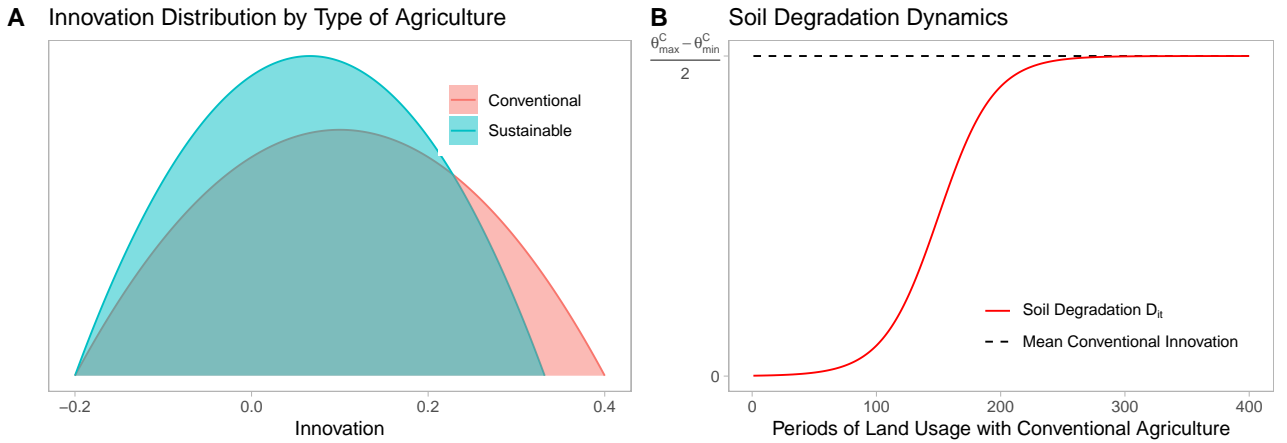 A Innovation Distribution by Type of Agriculture
Conventional
Sustainable
−0.2 0.0 0.2 0.4
Innovation
B Soil Degradation Dynamics
θ^C_max − θ^C_min
2
0
Soil Degradation D_it
Mean Conventional Innovation
0 100 200 300 400
Periods of Land Usage with Conventional Agriculture